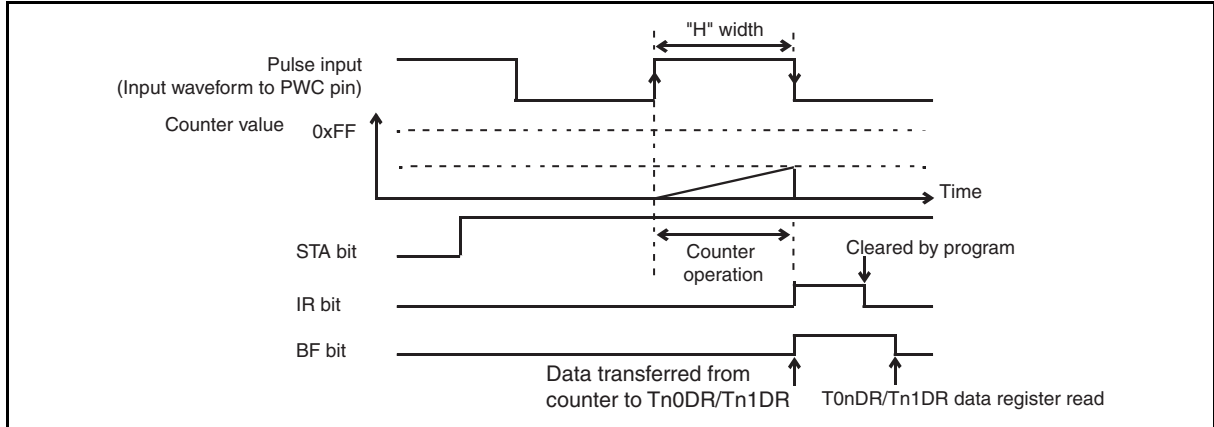 "H" width
Pulse input
(Input waveform to PWC pin)
Counter value 0xFF
Time
STA bit
Counter
operation
Cleared by program
IR bit
BF bit
Data transferred from
counter to Tn0DR/Tn1DR
T0nDR/Tn1DR data register read